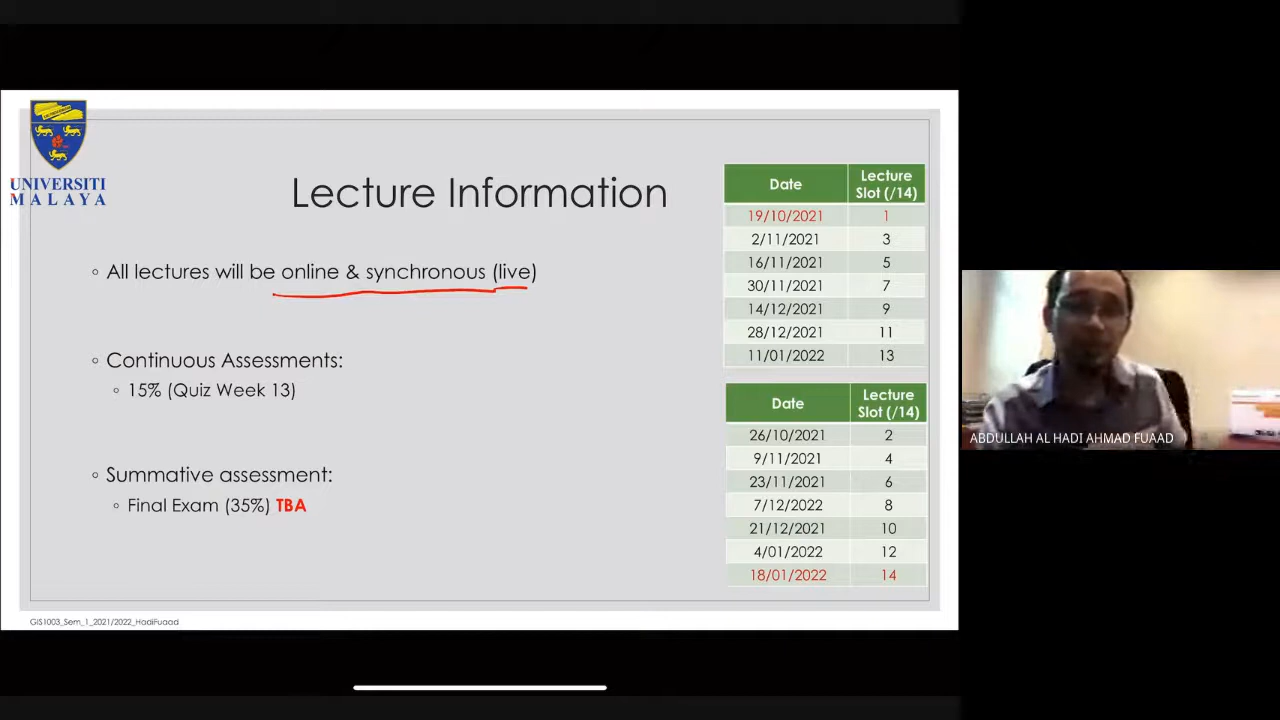 UNIVERSITI
MALAYA
Lecture Information
◦ All lectures will be online & synchronous (live)
◦ Continuous Assessments:
◦ 15% (Quiz Week 13)
◦ Summative assessment:
◦ Final Exam (35%) TBA
Date Lecture Slot (/14)
19/10/2021 1
2/11/2021 3
16/11/2021 5
30/11/2021 7
14/12/2021 9
28/12/2021 11
11/01/2022 13
Date Lecture Slot (/14)
26/10/2021 2
9/11/2021 4
23/11/2021 6
7/12/2022 8
21/12/2021 10
4/01/2022 12
18/01/2022 14
GIS1003_Sem_1_2021/2022_HadiFuaad
ABDULLAH AL HADI AHMAD FUAAD